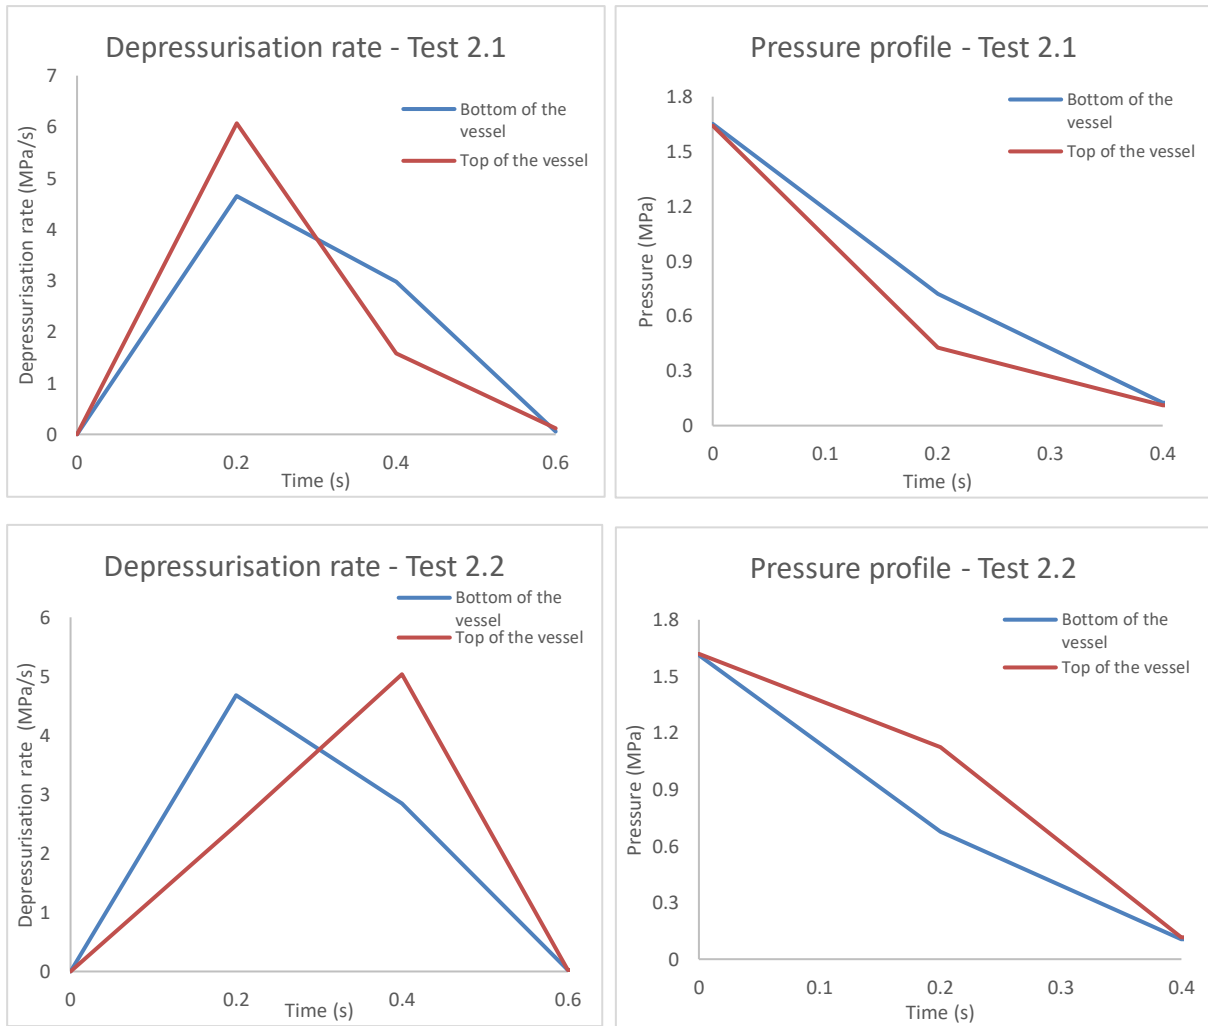 Depressurisation rate - Test 2.1
7
6
5
4
3
2
1
0
Depressurisation rate (MPa/s)
0 0.2 0.4 0.6
Time (s)
Bottom of the
vessel
Top of the vessel
Pressure profile - Test 2.1
1.8
1.5
1.2
0.9
0.6
0.3
0
Pressure (MPa)
0 0.1 0.2 0.3 0.4
Time (s)
Bottom of the
vessel
Top of the vessel
Depressurisation rate - Test 2.2
6
5
4
3
2
1
0
Depressurisation rate (MPa/s)
0 0.2 0.4 0.6
Time (s)
Bottom of the
vessel
Top of the vessel
Pressure profile - Test 2.2
1.8
1.5
1.2
0.9
0.6
0.3
0
Pressure (MPa)
0 0.1 0.2 0.3 0.4
Time (s)
Bottom of the
vessel
Top of the vessel